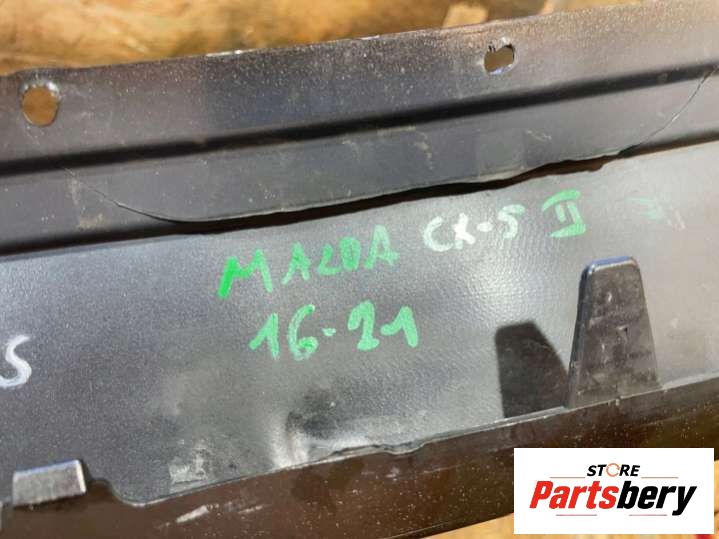 MAZDA CX-5 II
16-21
S
STORE
Partsbery